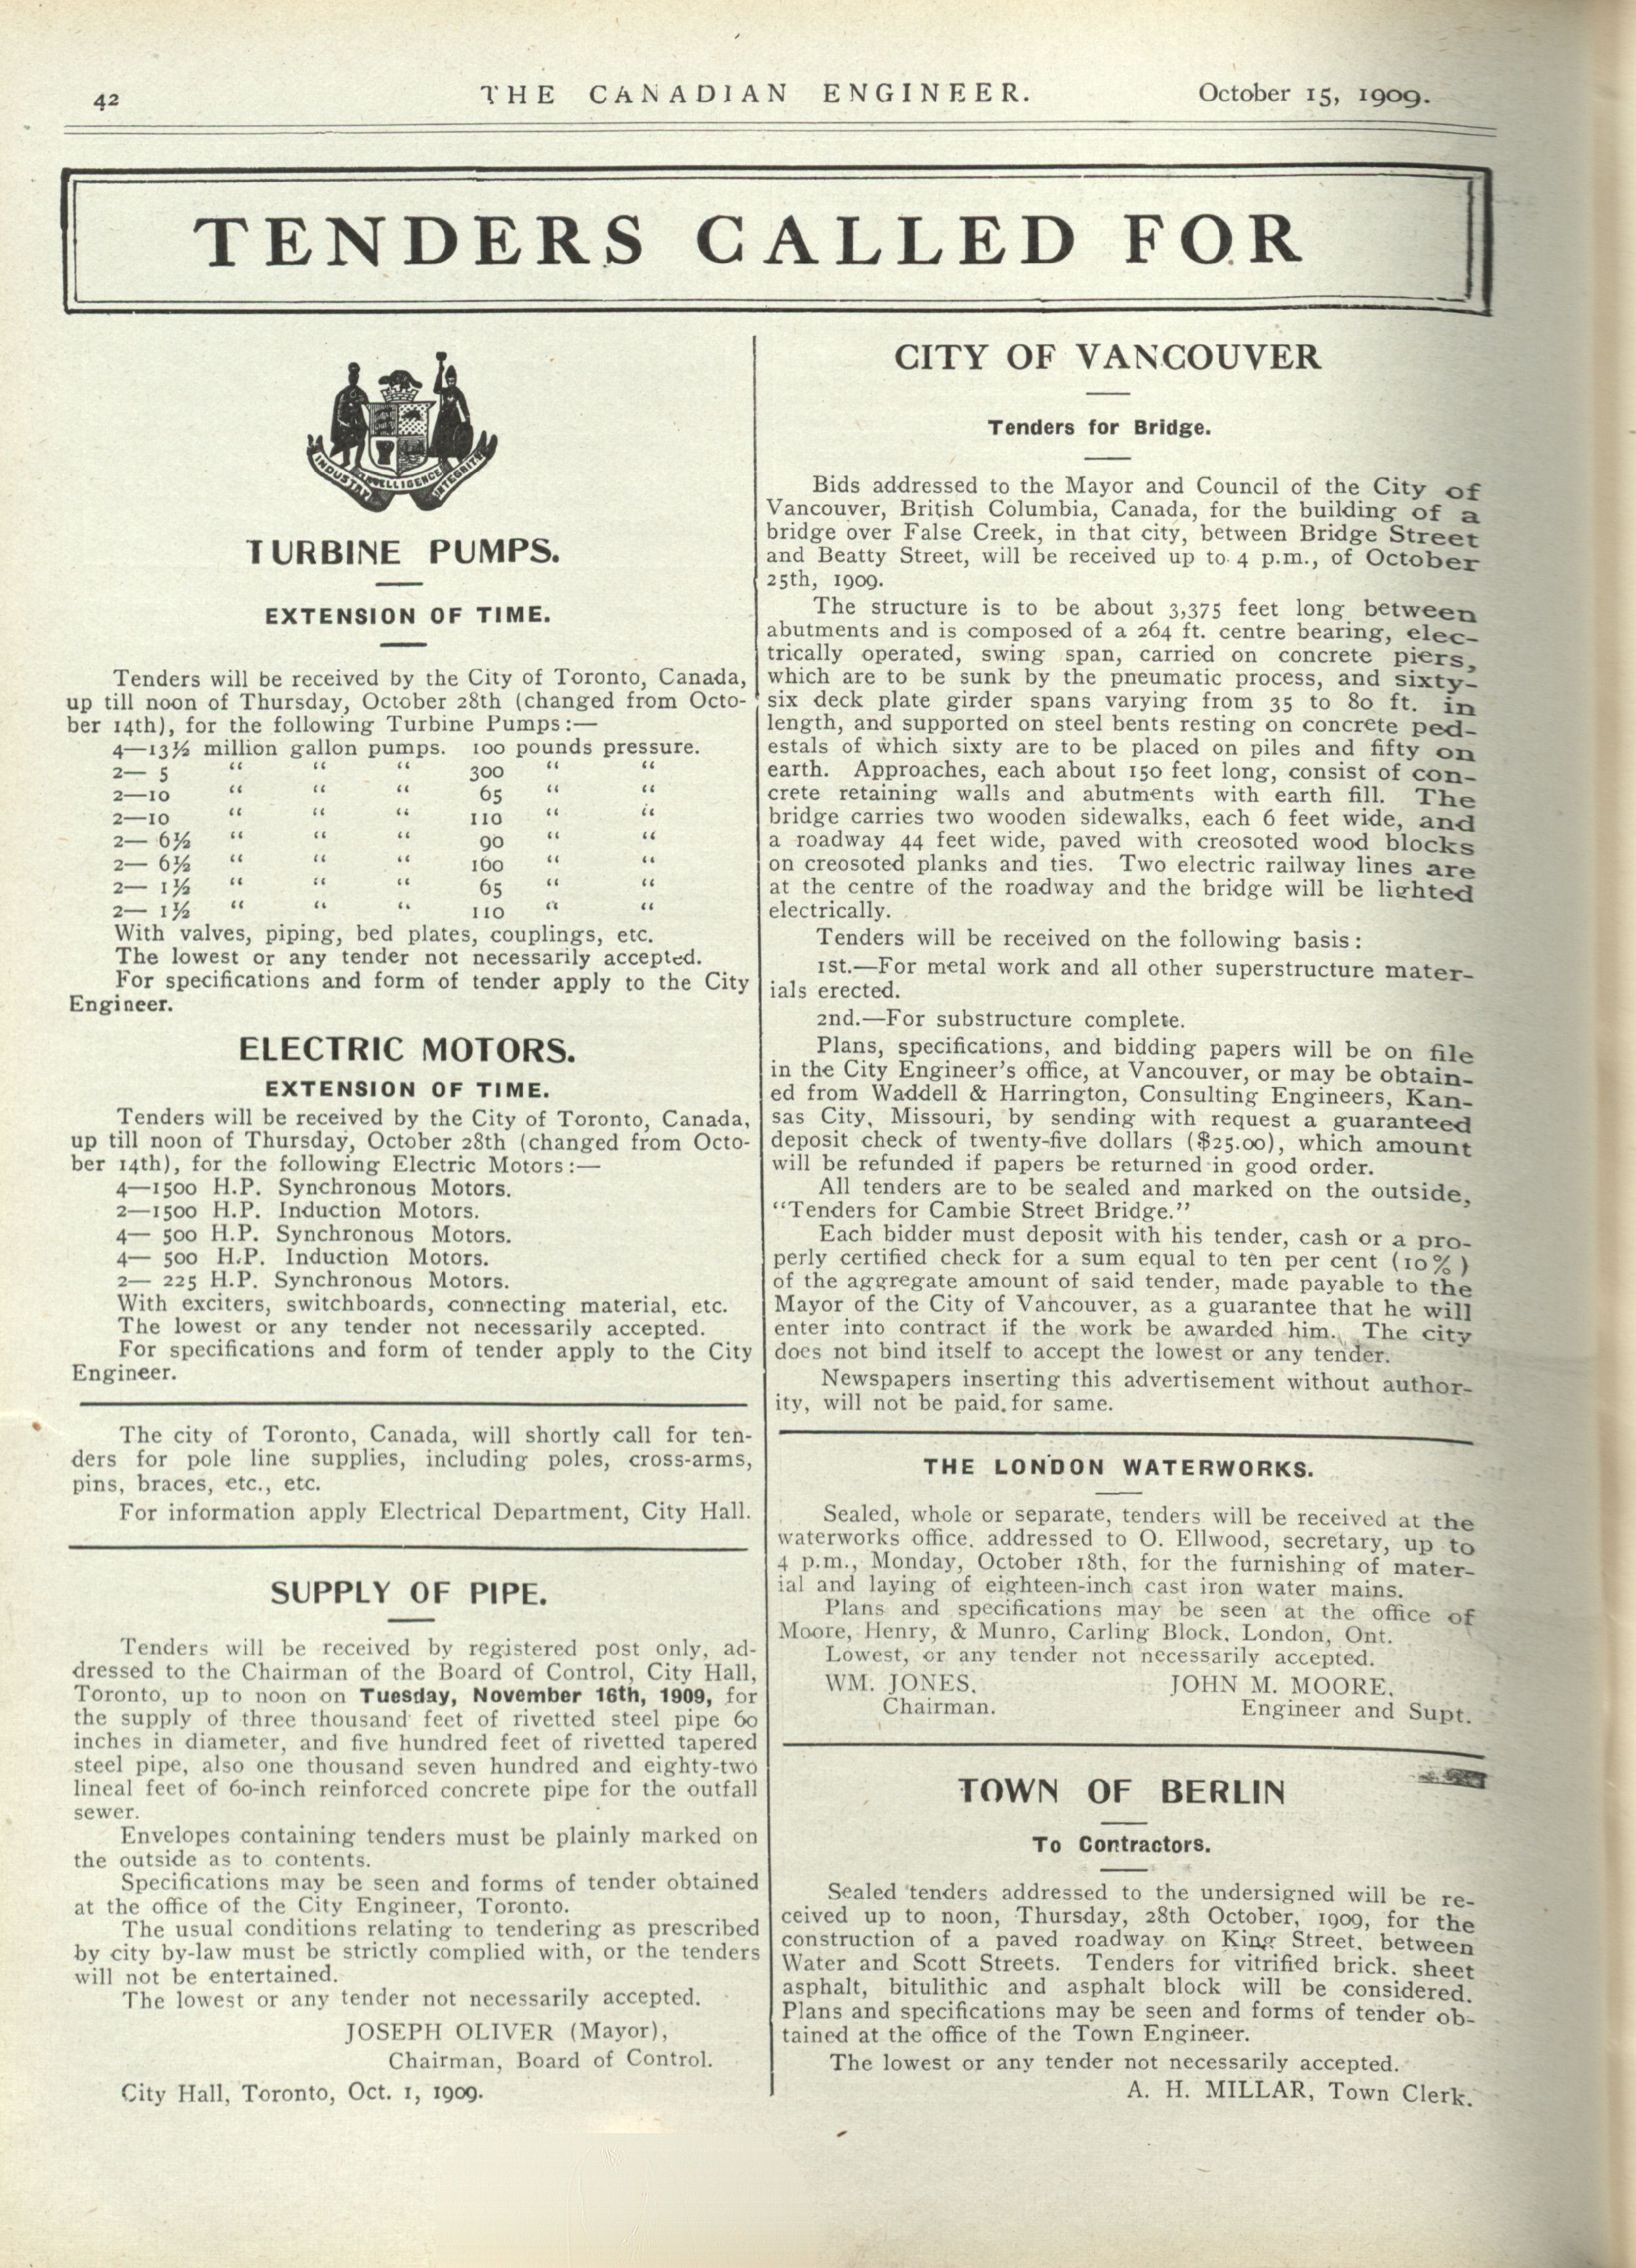 42
THE CANADIAN ENGINEER.
October 15, 1909.
TENDERS CALLED FOR
INDUSTRY INTELLIGENCE INTEGRITY
TURBINE PUMPS.
EXTENSION OF TIME.
Tenders will be received by the City of Toronto, Canada,
up till noon of Thursday, October 28th (changed from Octo-
ber 14th), for the following Turbine Pumps:—
4—13½ million gallon pumps. 100 pounds pressure.
2— 5 “ “ “ 300 “ “
2—10 “ “ “ 65 “ “
2—10 “ “ “ 110 “ “
2— 6½ “ “ “ 90 “ “
2— 6½ “ “ “ 160 “ “
2— 1½ “ “ “ 65 “ “
2— 1½ “ “ “ 110 “ “
With valves, piping, bed plates, couplings, etc.
The lowest or any tender not necessarily accepted.
For specifications and form of tender apply to the City
Engineer.
ELECTRIC MOTORS.
EXTENSION OF TIME.
Tenders will be received by the City of Toronto, Canada,
up till noon of Thursday, October 28th (changed from Octo-
ber 14th), for the following Electric Motors:—
4—1500 H.P. Synchronous Motors.
2—1500 H.P. Induction Motors.
4— 500 H.P. Synchronous Motors.
4— 500 H.P. Induction Motors.
2— 225 H.P. Synchronous Motors.
With exciters, switchboards, connecting material, etc.
The lowest or any tender not necessarily accepted.
For specifications and form of tender apply to the City
Engineer.
The city of Toronto, Canada, will shortly call for ten-
ders for pole line supplies, including poles, cross-arms,
pins, braces, etc., etc.
For information apply Electrical Department, City Hall.
SUPPLY OF PIPE.
Tenders will be received by registered post only, ad-
dressed to the Chairman of the Board of Control, City Hall,
Toronto, up to noon on Tuesday, November 16th, 1909, for
the supply of three thousand feet of rivetted steel pipe 60
inches in diameter, and five hundred feet of rivetted tapered
steel pipe, also one thousand seven hundred and eighty-two
lineal feet of 60-inch reinforced concrete pipe for the outfall
sewer.
Envelopes containing tenders must be plainly marked on
the outside as to contents.
Specifications may be seen and forms of tender obtained
at the office of the City Engineer, Toronto.
The usual conditions relating to tendering as prescribed
by city by-law must be strictly complied with, or the tenders
will not be entertained.
The lowest or any tender not necessarily accepted.
JOSEPH OLIVER (Mayor),
Chairman, Board of Control.
City Hall, Toronto, Oct. 1, 1909.
CITY OF VANCOUVER
Tenders for Bridge.
Bids addressed to the Mayor and Council of the City of
Vancouver, British Columbia, Canada, for the building of a
bridge over False Creek, in that city, between Bridge Street
and Beatty Street, will be received up to 4 p.m., of October
25th, 1909.
The structure is to be about 3,375 feet long between
abutments and is composed of a 264 ft. centre bearing, elec-
trically operated, swing span, carried on concrete piers,
which are to be sunk by the pneumatic process, and sixty-
six deck plate girder spans varying from 35 to 80 ft. in
length, and supported on steel bents resting on concrete ped-
estals of which sixty are to be placed on piles and fifty on
earth. Approaches, each about 150 feet long, consist of con-
crete retaining walls and abutments with earth fill. The
bridge carries two wooden sidewalks, each 6 feet wide, and
a roadway 44 feet wide, paved with creosoted wood blocks
on creosoted planks and ties. Two electric railway lines are
at the centre of the roadway and the bridge will be lighted
electrically.
Tenders will be received on the following basis:
1st.—For metal work and all other superstructure mater-
ials erected.
2nd.—For substructure complete.
Plans, specifications, and bidding papers will be on file
in the City Engineer's office, at Vancouver, or may be obtain-
ed from Waddell & Harrington, Consulting Engineers, Kan-
sas City, Missouri, by sending with request a guaranteed
deposit check of twenty-five dollars ($25.00), which amount
will be refunded if papers be returned in good order.
All tenders are to be sealed and marked on the outside,
“Tenders for Cambie Street Bridge.”
Each bidder must deposit with his tender, cash or a pro-
perly certified check for a sum equal to ten per cent (10%)
of the aggregate amount of said tender, made payable to the
Mayor of the City of Vancouver, as a guarantee that he will
enter into contract if the work be awarded him. The city
does not bind itself to accept the lowest or any tender.
Newspapers inserting this advertisement without author-
ity, will not be paid for same.
THE LONDON WATERWORKS.
Sealed, whole or separate, tenders will be received at the
waterworks office, addressed to O. Ellwood, secretary, up to
4 p.m., Monday, October 18th, for the furnishing of mater-
ial and laying of eighteen-inch cast iron water mains.
Plans and specifications may be seen at the office of
Moore, Henry, & Munro, Carling Block, London, Ont.
Lowest, or any tender not necessarily accepted.
WM. JONES, JOHN M. MOORE,
Chairman. Engineer and Supt.
TOWN OF BERLIN
To Contractors.
Sealed tenders addressed to the undersigned will be re-
ceived up to noon, Thursday, 28th October, 1909, for the
construction of a paved roadway on King Street, between
Water and Scott Streets. Tenders for vitrified brick, sheet
asphalt, bitulithic and asphalt block will be considered.
Plans and specifications may be seen and forms of tender ob-
tained at the office of the Town Engineer.
The lowest or any tender not necessarily accepted.
A. H. MILLAR, Town Clerk.